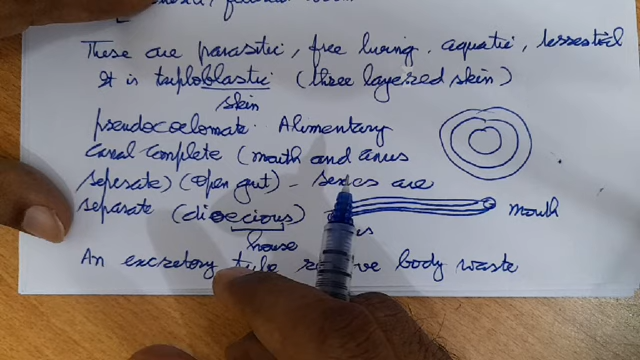 These are parasitic, free living, aquatic, terrestrial
It is triploblastic (three layered skin)
skin
pseudocoelomate. Alimentary
canal complete (mouth and anus
seperate) (open gut) - sexes are
separate (dioecious)
mouth
house
An excretory tube remove body waste